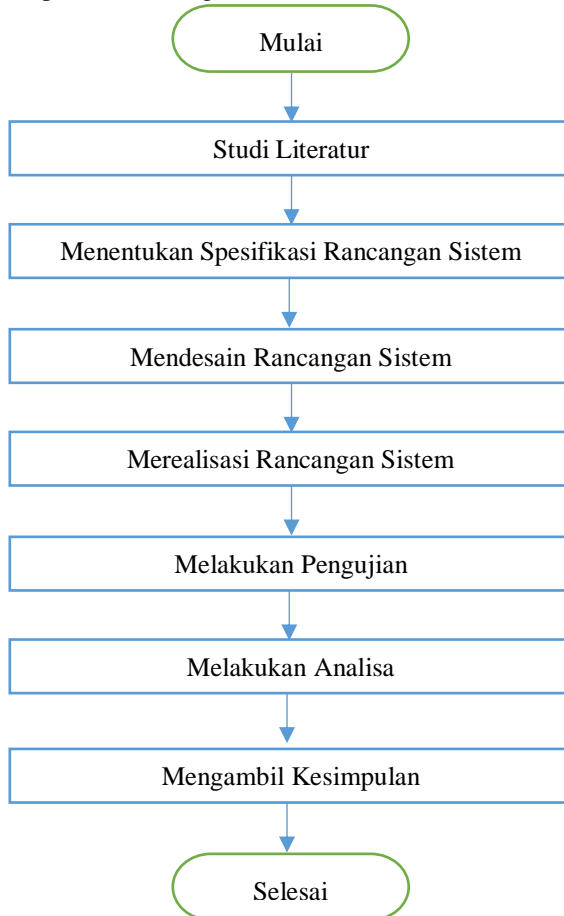 Mulai
Studi Literatur
Menentukan Spesifikasi Rancangan Sistem
Mendesain Rancangan Sistem
Merealisasi Rancangan Sistem
Melakukan Pengujian
Melakukan Analisa
Mengambil Kesimpulan
Selesai